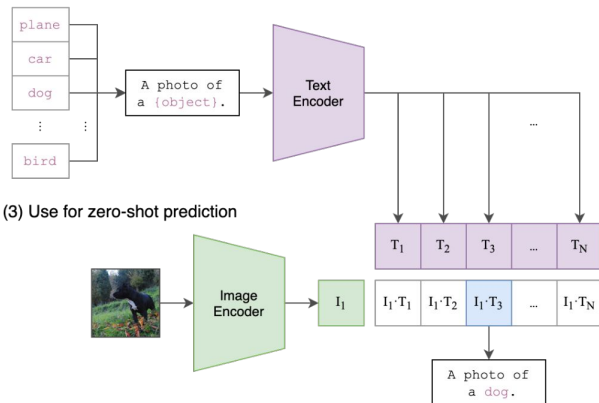 plane
car
dog
⋮
⋮
bird
A photo of
a {object}.
Text
Encoder
...
(3) Use for zero-shot prediction
T1 T2 T3 ... TN
Image
Encoder
I1
I1·T1 I1·T2 I1·T3 ... I1·TN
A photo of
a dog.